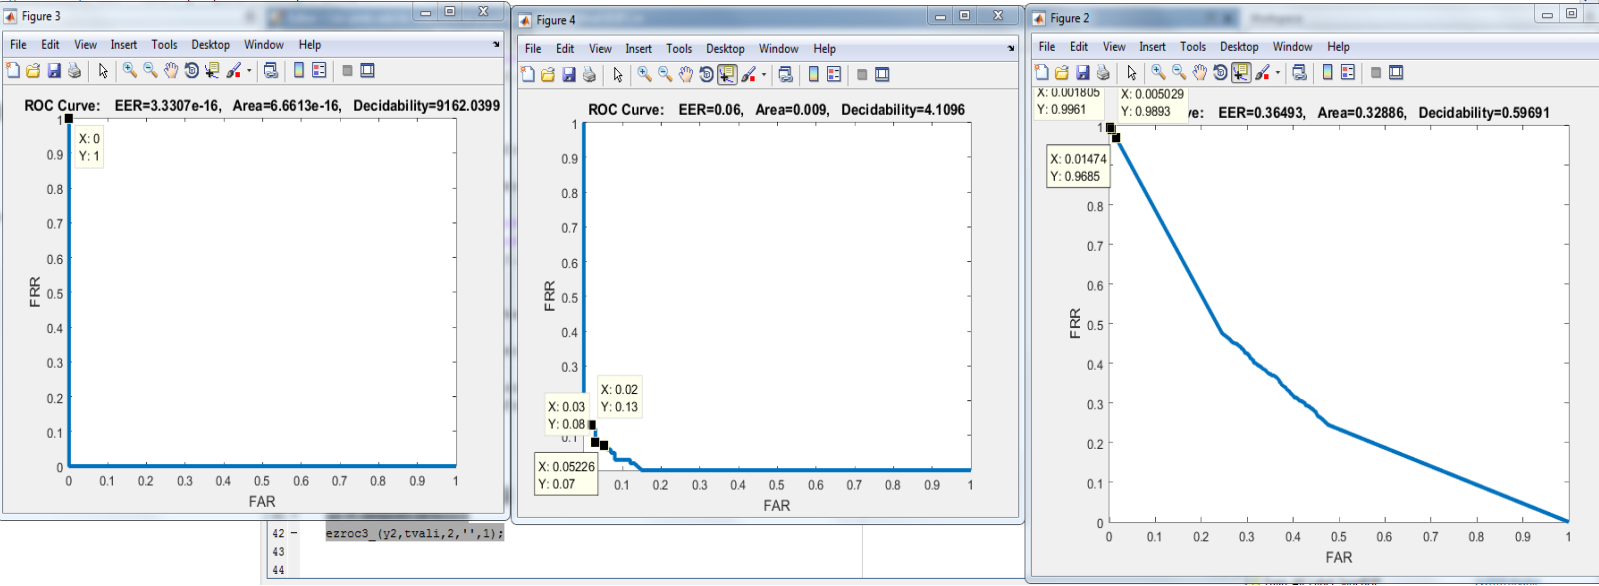 Figure 3
File Edit View Insert Tools Desktop Window Help
ROC Curve: EER=3.3307e-16, Area=6.6613e-16, Decidability=9162.0399
X: 0
Y: 1
1
0.9
0.8
0.7
0.6
0.5
0.4
0.3
0.2
0.1
0
FRR
0 0.1 0.2 0.3 0.4 0.5 0.6 0.7 0.8 0.9 1
FAR
Figure 4
File Edit View Insert Tools Desktop Window Help
ROC Curve: EER=0.06, Area=0.009, Decidability=4.1096
1
0.9
0.8
0.7
0.6
0.5
0.4
0.3
0.1
FRR
X: 0.02
Y: 0.13
X: 0.03
Y: 0.08
X: 0.05226
Y: 0.07
0.1 0.2 0.3 0.4 0.5 0.6 0.7 0.8 0.9 1
FAR
Figure 2
File Edit View Insert Tools Desktop Window Help
X: 0.001805
Y: 0.9961
X: 0.005029
Y: 0.9893
ve: EER=0.36493, Area=0.32886, Decidability=0.59691
X: 0.01474
Y: 0.9685
1
0.8
0.7
0.6
0.5
0.4
0.3
0.2
0.1
0
FRR
0 0.1 0.2 0.3 0.4 0.5 0.6 0.7 0.8 0.9 1
FAR
42 – ezroc3_(y2,tvali,2,'',1);
43
44